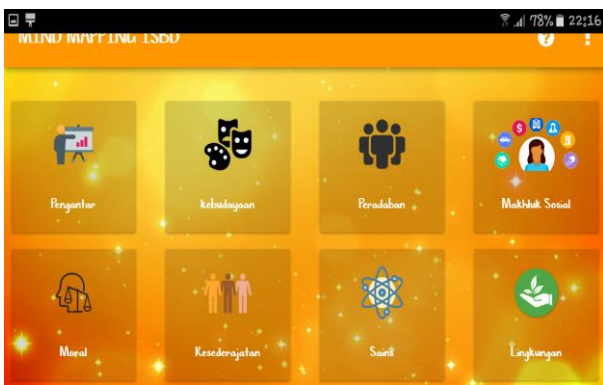 78% 22:16
MIND MAPPING ISBD
?
Pengantar
kebudayaan
Peradaban
Makhluk Sosial
Moral
Kesederajatan
Sains
Lingkungan